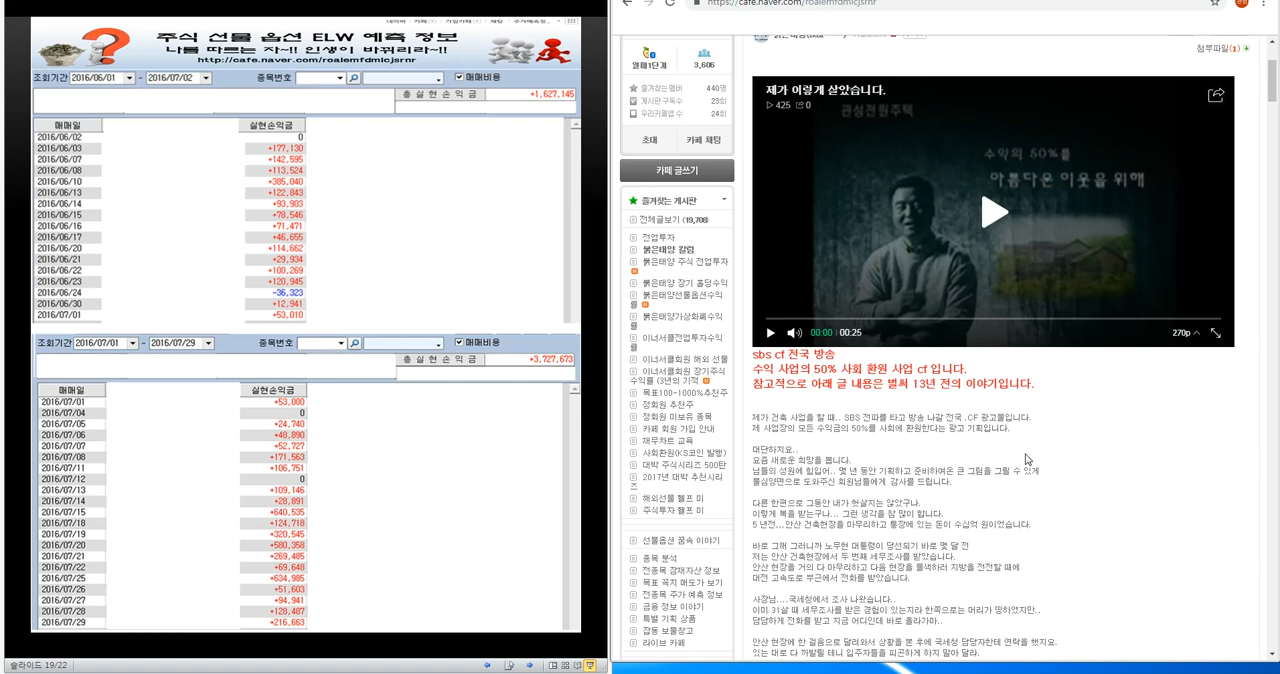 주식 선물 옵션 ELW 예측 정보
나를 따르는 자~!! 인생이 바뀌리라~!!
http://cafe.naver.com/roalemfdmlcjsrnr
조회기간 2016/06/01 ~ 2016/07/02 종목번호 매매비용
총 실 현 손 익 금 +1,627,145
매매일 실현손익금
2016/06/02 0
2016/06/03 +177,130
2016/06/07 +142,595
2016/06/08 +113,524
2016/06/10 +385,040
2016/06/13 +122,843
2016/06/14 +93,903
2016/06/15 +78,546
2016/06/16 +71,471
2016/06/17 +46,655
2016/06/20 +114,662
2016/06/21 +29,934
2016/06/22 +100,269
2016/06/23 +120,945
2016/06/24 -36,323
2016/06/30 +12,941
2016/07/01 +53,010
조회기간 2016/07/01 ~ 2016/07/29 종목번호 매매비용
총 실 현 손 익 금 +3,727,673
매매일 실현손익금
2016/07/01 +53,000
2016/07/04 0
2016/07/05 +24,740
2016/07/06 +48,890
2016/07/07 +52,727
2016/07/08 +171,563
2016/07/11 +106,751
2016/07/12 0
2016/07/13 +109,146
2016/07/14 +28,891
2016/07/15 +640,535
2016/07/18 +124,718
2016/07/19 +320,545
2016/07/20 +580,358
2016/07/21 +269,485
2016/07/22 +69,648
2016/07/25 +634,985
2016/07/26 +51,603
2016/07/27 +94,941
2016/07/28 +128,487
2016/07/29 +216,663
슬라이드 19/22
https://cafe.naver.com/roalemfdmlcjsrnr
열매1단계 3,606
즐겨찾는멤버 440명
게시판 구독수 23회
우리카페앱 수 24회
초대 카페 채팅
카페 글쓰기
즐겨찾는 게시판
전체글보기 (19,708)
전업투자
붉은태양 칼럼
붉은태양 주식 전업투자
붉은태양 장기 홀딩수익
붉은태양선물옵션수익
률
붉은태양가상화폐수익
률
이너서클전업투자수익
률
이너서클회원 해외 선물
이너서클회원 장기주식
수익률 (3년의 기적
목표100-1000%추천주
정회원 추천주
정회원 미보유 종목
카페 회원 가입 안내
재무차트 교육
사회환원(KS코인 발행)
대박 주식시리즈 500탄
2017년 대박 추천시리
즈
해외선물 헬프 미
주식투자 헬프 미
선물옵션 꿈속 이야기
종목 분석
전종목 잠재자산 정보
목표 꼭지 매도가 보기
전종목 주가 예측 정보
금융 정보 이야기
특별 기획 상품
잡동 보물창고
라이브 카페
첨부파일(1)
제가 이렇게 살았습니다.
425 0
관성전원주택
수익의 50%를
아름다운 이웃을 위해
00:00 00:25 270p
sbs cf 전국 방송
수익 사업의 50% 사회 환원 사업 cf 입니다.
참고적으로 아래 글 내용은 벌써 13년 전의 이야기입니다.
제가 건축 사업을 할 때.. SBS 전파를 타고 방송 나갈 전국 .CF 광고물입니다.
제 사업장의 모든 수익금의 50%를 사회에 환원한다는 광고 기획입니다.
대단하지요..
요즘 새로운 희망을 봅니다.
님들의 성원에 힘입어.. 몇 년 동안 기획하고 준비하여온 큰 그림을 그릴 수 있게
물심양면으로 도와주신 회원님들에게 감사를 드립니다.
다른 한편으로 그동안 내가 헛살지는 않았구나.
이렇게 복을 받는구나... 그런 생각을 참 많이 합니다.
5 년전...안산 건축현장을 마무리하고 통장에 있는 돈이 수십억 원이었습니다.
바로 그해 그러니까 노무현 대통령이 당선되기 바로 몇 달 전
저는 안산 건축현장에서 두 번째 세무조사를 받았습니다.
안산 현장을 거의 다 마무리하고 다음 현장을 물색하러 지방을 전전할 때에
대전 고속도로 부근에서 전화를 받았습니다.
사장님....국세청에서 조사 나왔습니다..
이미 31살 때 세무조사를 받은 경험이 있는지라 한쪽으로는 머리가 띵하였지만..
담담하게 전화를 받고 지금 어디인데 바로 올라가마..
안산 현장에 한 걸음으로 달려와서 상황을 본 후에 국세청 담당자한테 연락을 했지요.
있는 대로 다 까발릴 테니 입주자들을 피곤하게 하지 말아 달라.